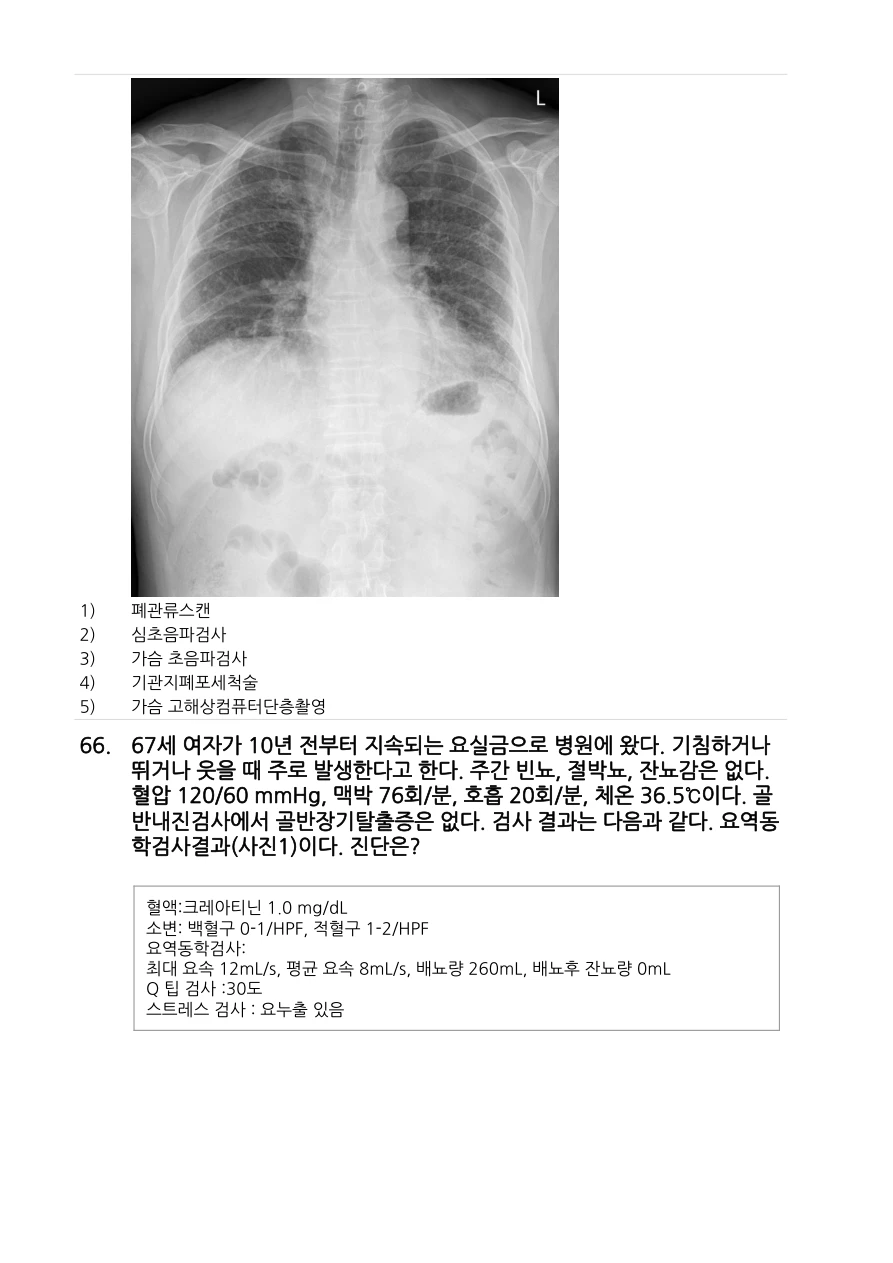 L
1) 폐관류스캔
2) 심초음파검사
3) 가슴 초음파검사
4) 기관지폐포세척술
5) 가슴 고해상컴퓨터단층촬영
66. 67세 여자가 10년 전부터 지속되는 요실금으로 병원에 왔다. 기침하거나
뛰거나 웃을 때 주로 발생한다고 한다. 주간 빈뇨, 절박뇨, 잔뇨감은 없다.
혈압 120/60 mmHg, 맥박 76회/분, 호흡 20회/분, 체온 36.5℃이다. 골
반내진검사에서 골반장기탈출증은 없다. 검사 결과는 다음과 같다. 요역동
학검사결과(사진1)이다. 진단은?
혈액:크레아티닌 1.0 mg/dL
소변: 백혈구 0-1/HPF, 적혈구 1-2/HPF
요역동학검사:
최대 요속 12mL/s, 평균 요속 8mL/s, 배뇨량 260mL, 배뇨후 잔뇨량 0mL
Q 팁 검사 :30도
스트레스 검사 : 요누출 있음